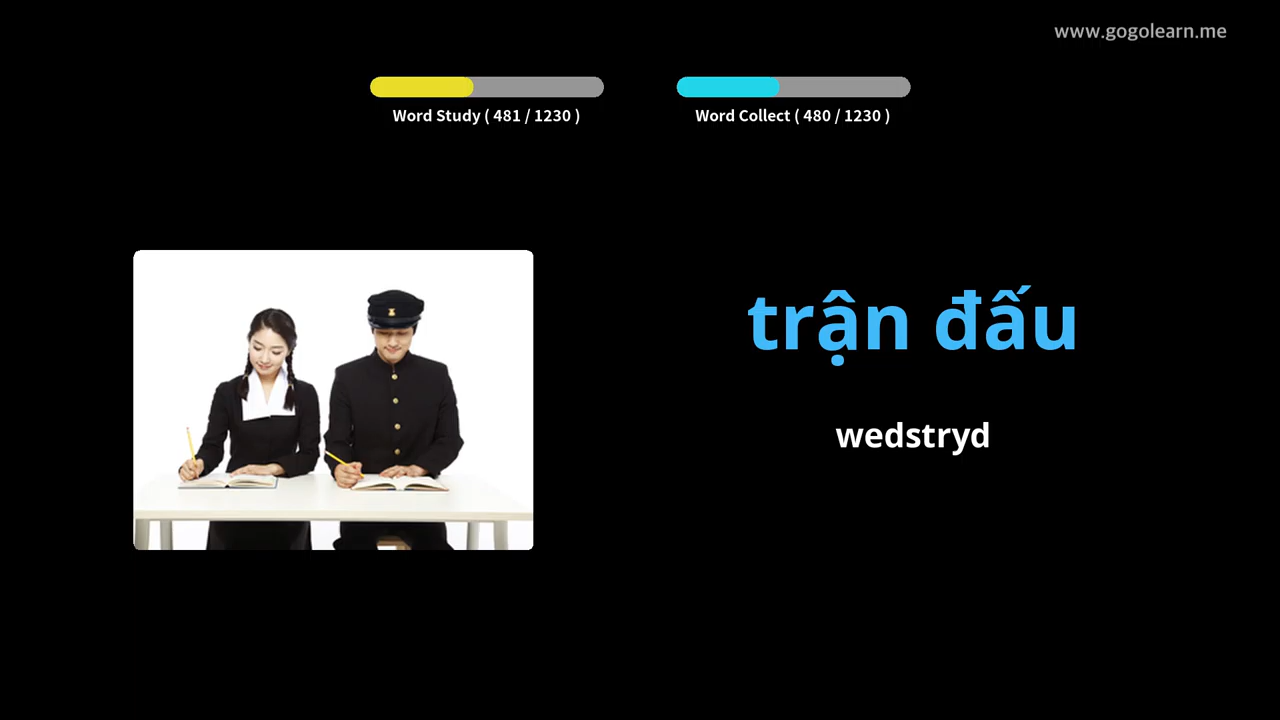 www.gogolearn.me
Word Study ( 481 / 1230 )
Word Collect ( 480 / 1230 )
trận đấu
wedstryd